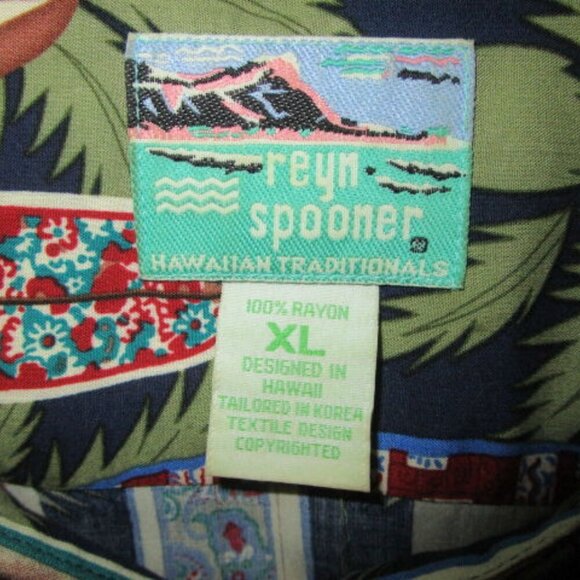 reyn
spooner
HAWAIIAN TRADITIONALS
100% RAYON
XL
DESIGNED IN
HAWAII
TAILORED IN KOREA
TEXTILE DESIGN
COPYRIGHTED